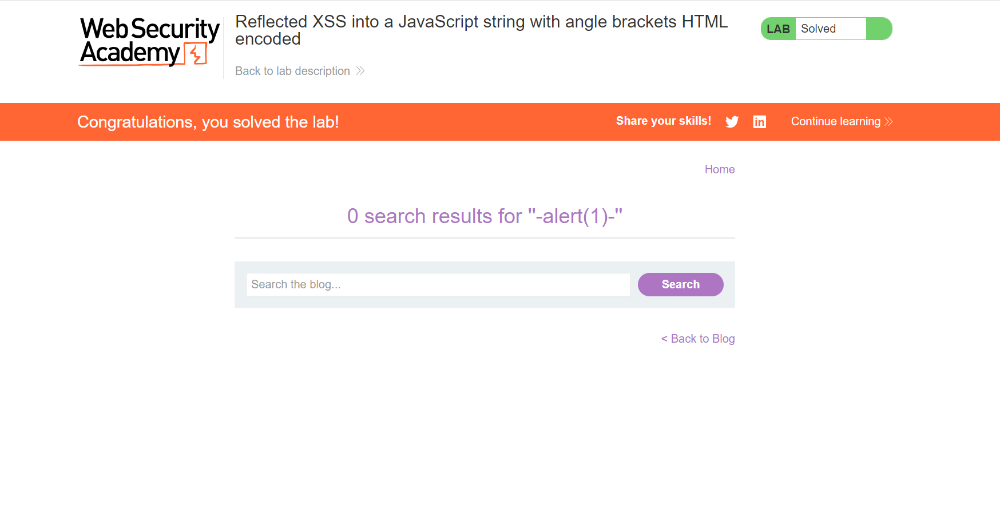 Web Security
Academy
Reflected XSS into a JavaScript string with angle brackets HTML
encoded
Back to lab description
LAB Solved
Congratulations, you solved the lab!
Share your skills!
Continue learning
Home
0 search results for ''-alert(1)-''
Search the blog...
Search
< Back to Blog